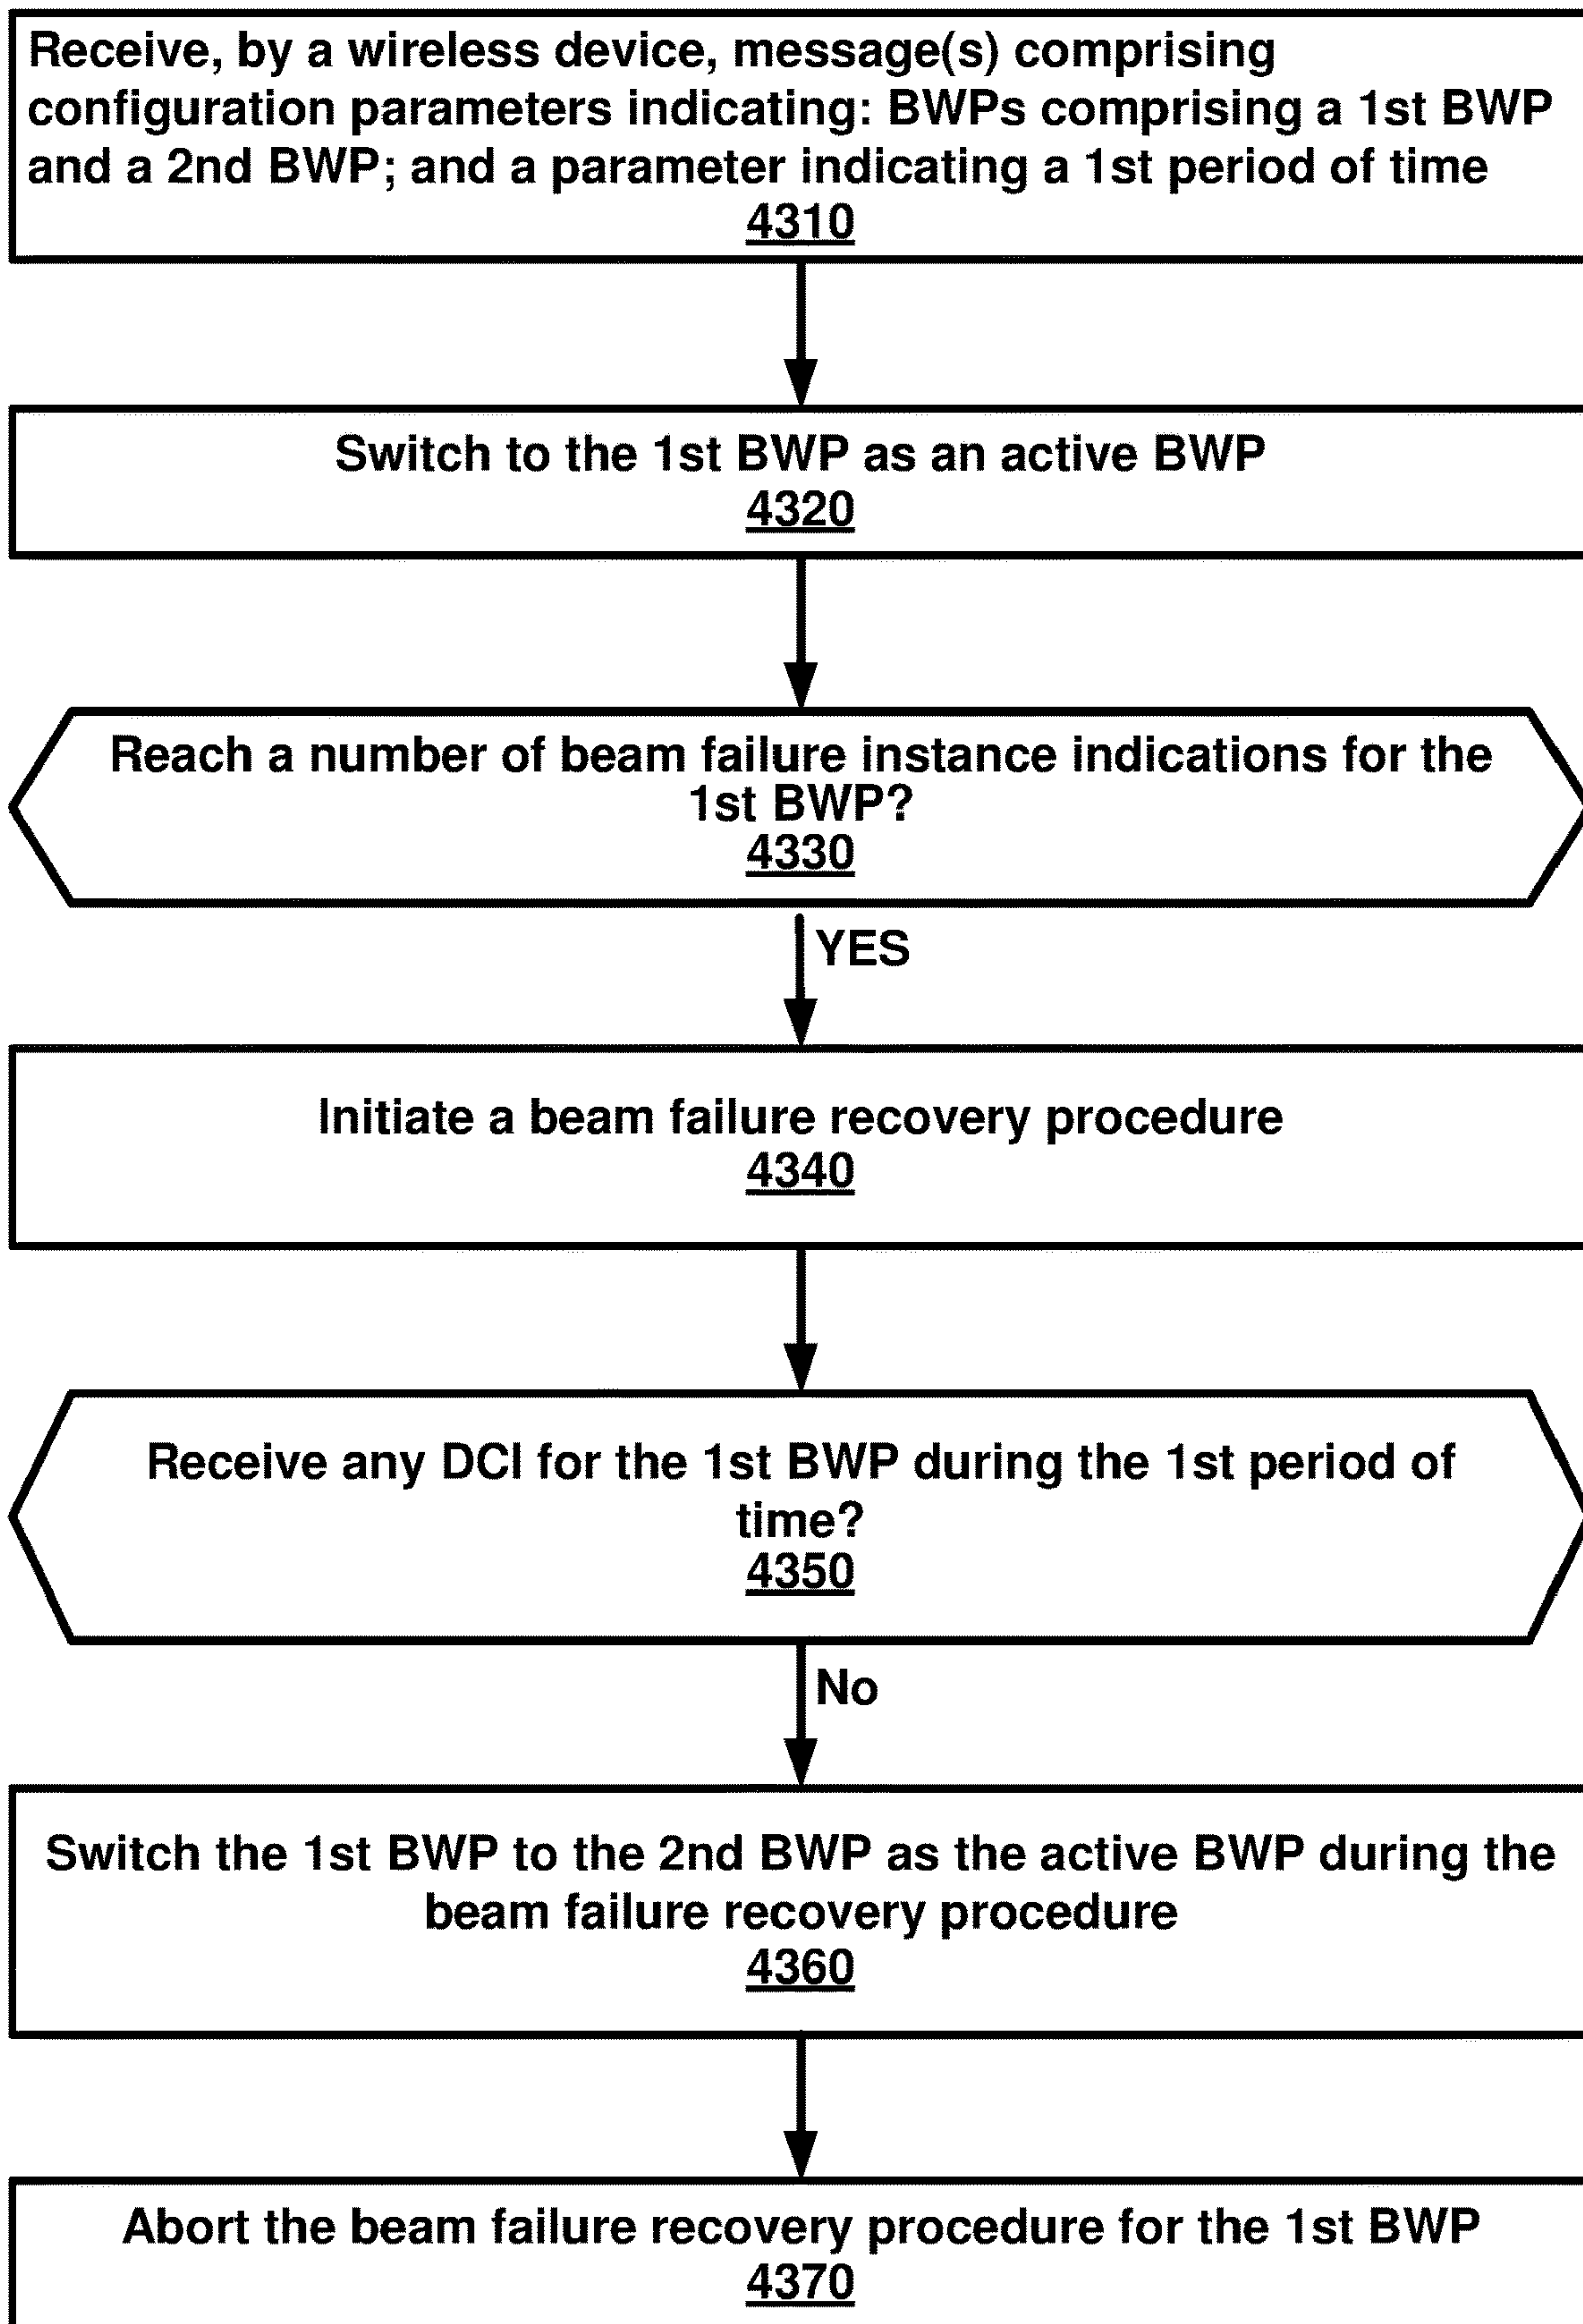 Receive, by a wireless device, message(s) comprising
configuration parameters indicating: BWPs comprising a 1st BWP
and a 2nd BWP; and a parameter indicating a 1st period of time
4310
Switch to the 1st BWP as an active BWP
4320
Reach a number of beam failure instance indications for the
1st BWP?
4330
YES
Initiate a beam failure recovery procedure
4340
Receive any DCI for the 1st BWP during the 1st period of
time?
4350
No
Switch the 1st BWP to the 2nd BWP as the active BWP during the
beam failure recovery procedure
4360
Abort the beam failure recovery procedure for the 1st BWP
4370